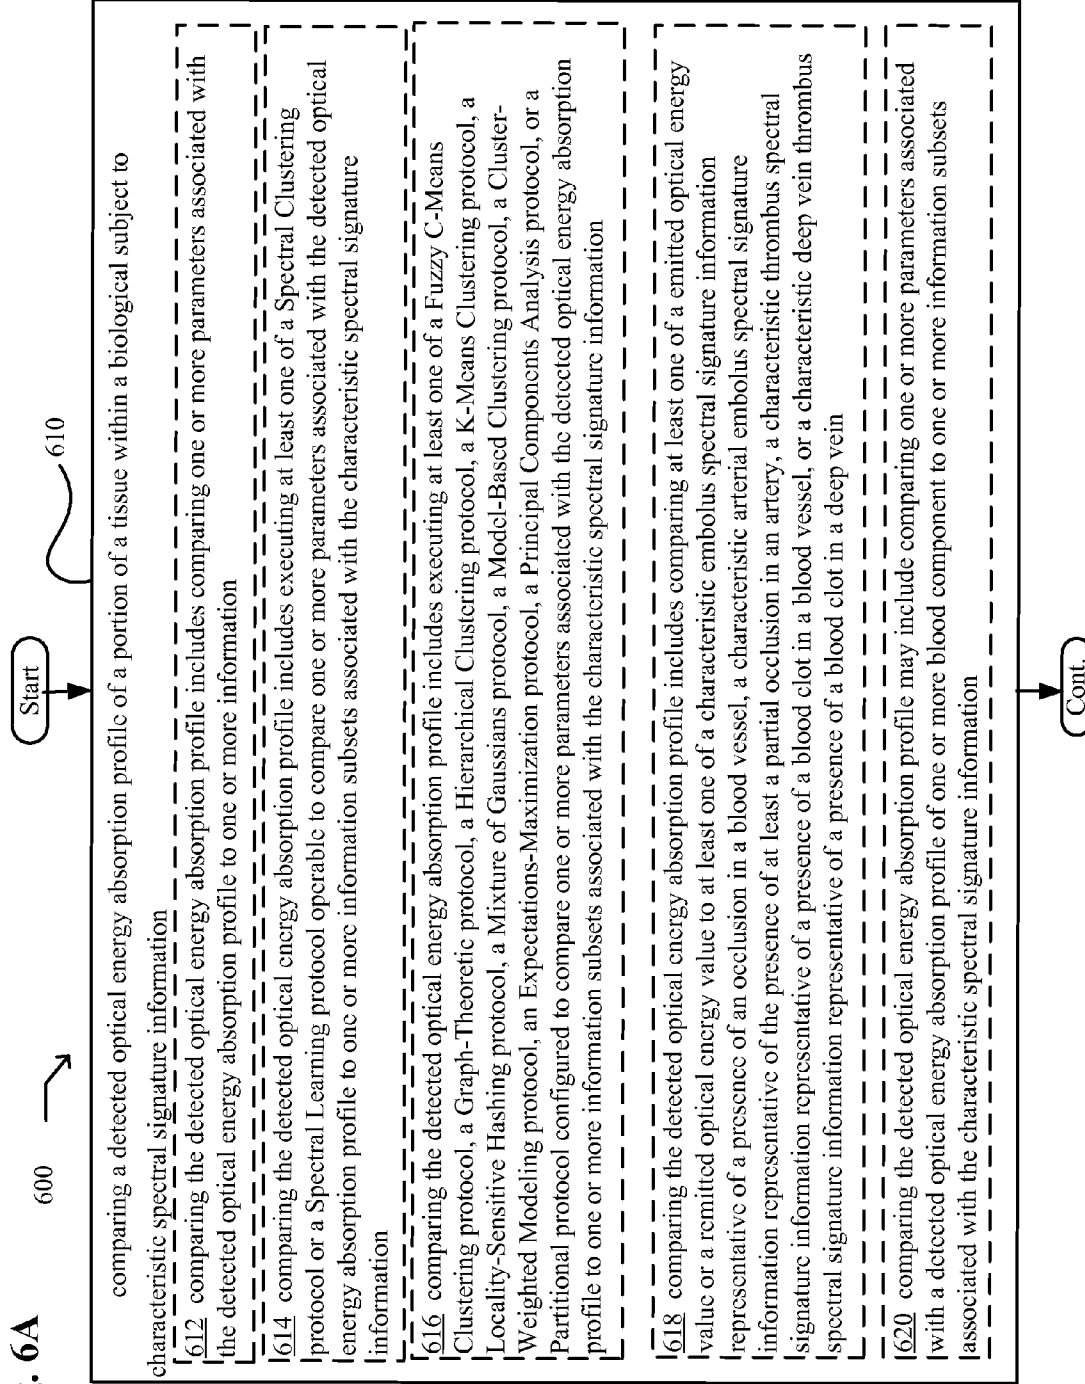 . 6A
600
Start
610
comparing a detected optical energy absorption profile of a portion of a tissue within a biological subject to
characteristic spectral signature information
612 comparing the detected optical energy absorption profile includes comparing one or more parameters associated with
the detected optical energy absorption profile to one or more information
614 comparing the detected optical energy absorption profile includes executing at least one of a Spectral Clustering
protocol or a Spectral Learning protocol operable to compare one or more parameters associated with the detected optical
energy absorption profile to one or more information subsets associated with the characteristic spectral signature
information
616 comparing the detected optical energy absorption profile includes executing at least one of a Fuzzy C-Means
Clustering protocol, a Graph-Theoretic protocol, a Hierarchical Clustering protocol, a K-Means Clustering protocol, a
Locality-Sensitive Hashing protocol, a Mixture of Gaussians protocol, a Model-Based Clustering protocol, a Cluster-
Weighted Modeling protocol, an Expectations-Maximization protocol, a Principal Components Analysis protocol, or a
Partitional protocol configured to compare one or more parameters associated with the detected optical energy absorption
profile to one or more information subsets associated with the characteristic spectral signature information
618 comparing the detected optical energy absorption profile includes comparing at least one of a emitted optical energy
value or a remitted optical energy value to at least one of a characteristic embolus spectral signature information
representative of a presence of an occlusion in a blood vessel, a characteristic arterial embolus spectral signature
information representative of the presence of at least a partial occlusion in an artery, a characteristic thrombus spectral
signature information representative of a presence of a blood clot in a blood vessel, or a characteristic deep vein thrombus
spectral signature information representative of a presence of a blood clot in a deep vein
620 comparing the detected optical energy absorption profile may include comparing one or more parameters associated
with a detected optical energy absorption profile of one or more blood component to one or more information subsets
associated with the characteristic spectral signature information
Cont.